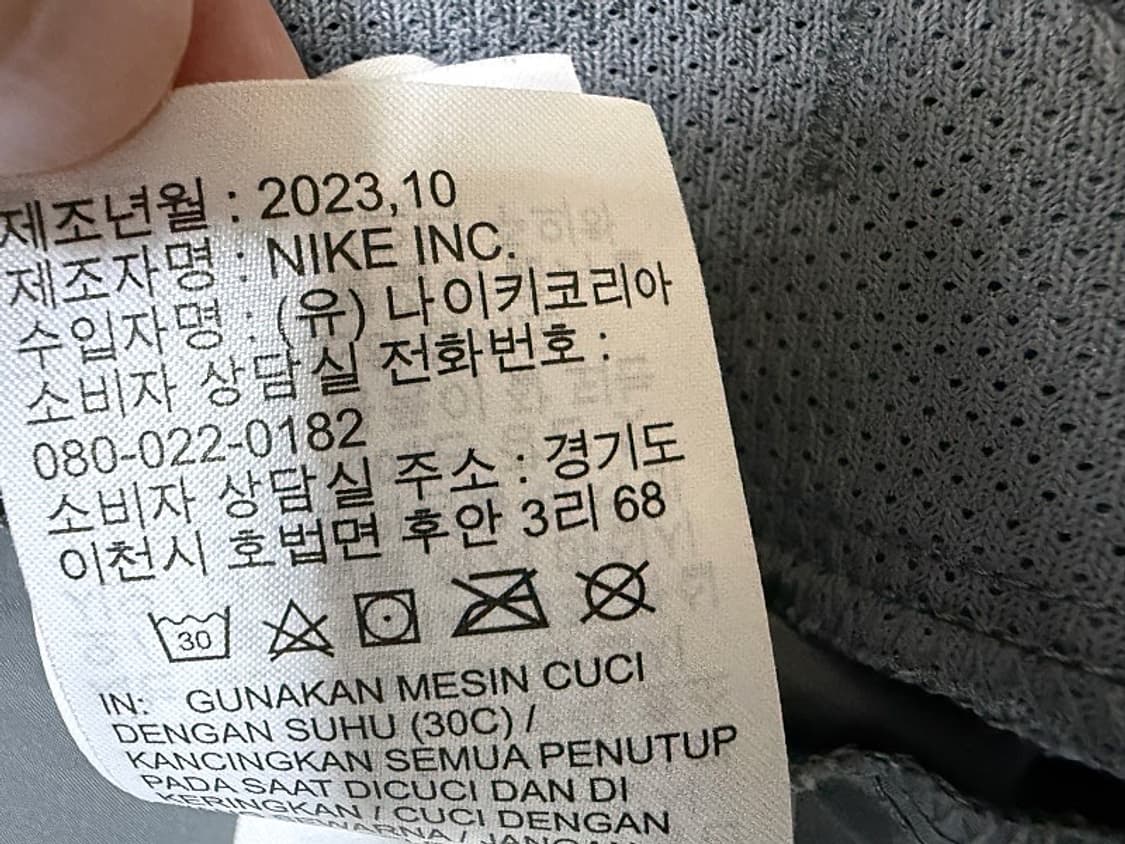 제조년월 : 2023,10
제조자명 : NIKE INC.
수입자명 : (유) 나이키코리아
소비자 상담실 전화번호 :
080-022-0182
소비자 상담실 주소 : 경기도
이천시 호법면 후안 3리 68
30
IN: GUNAKAN MESIN CUCI
DENGAN SUHU (30C) /
KANCINGKAN SEMUA PENUTUP
PADA SAAT DICUCI DAN DI
KERINGKAN / CUCI DENGAN